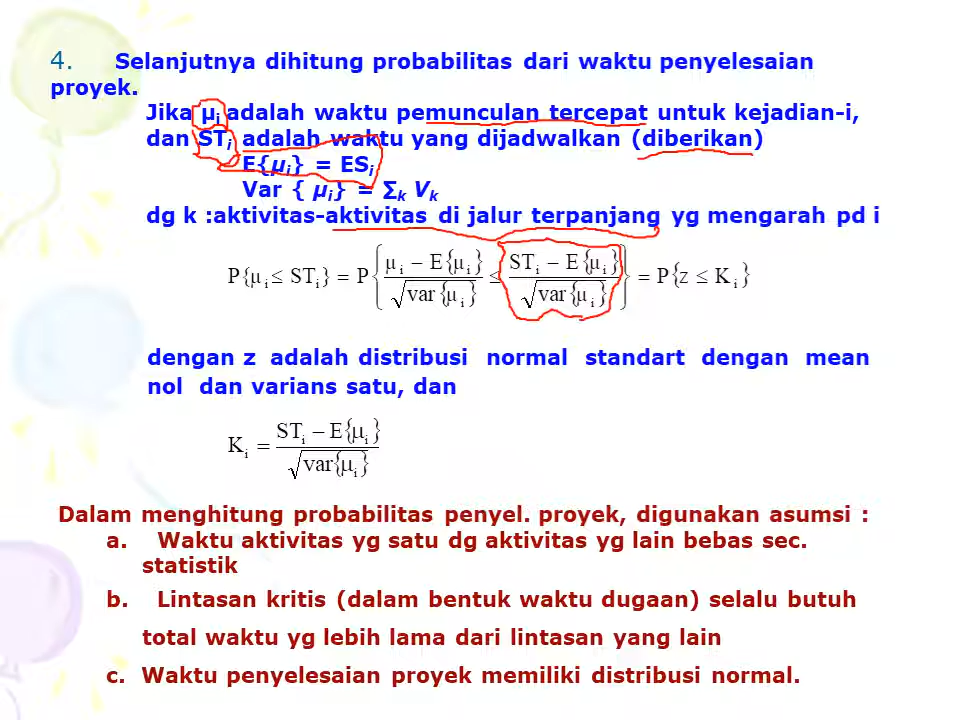 4. Selanjutnya dihitung probabilitas dari waktu penyelesaian
proyek.
Jika μi adalah waktu pemunculan tercepat untuk kejadian-i,
dan STi adalah waktu yang dijadwalkan (diberikan)
E{μi} = ESi
Var { μi} = ∑k Vk
dg k :aktivitas-aktivitas di jalur terpanjang yg mengarah pd i
P{μi ≤ STi} = P{ (μi − E{μi}) / √var{μi} ≤ (STi − E{μi}) / √var{μi} } = P{z ≤ Ki}
dengan z adalah distribusi normal standart dengan mean
nol dan varians satu, dan
Ki = (STi − E{μi}) / √var{μi}
Dalam menghitung probabilitas penyel. proyek, digunakan asumsi :
a. Waktu aktivitas yg satu dg aktivitas yg lain bebas sec.
statistik
b. Lintasan kritis (dalam bentuk waktu dugaan) selalu butuh
total waktu yg lebih lama dari lintasan yang lain
c. Waktu penyelesaian proyek memiliki distribusi normal.